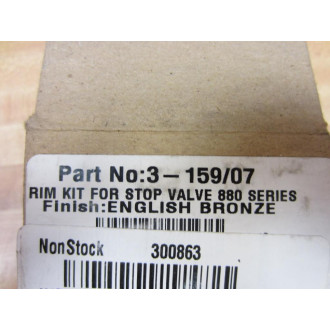 Part No:3-159/07
RIM KIT FOR STOP VALVE 880 SERIES
Finish:ENGLISH BRONZE
NonStock 300863